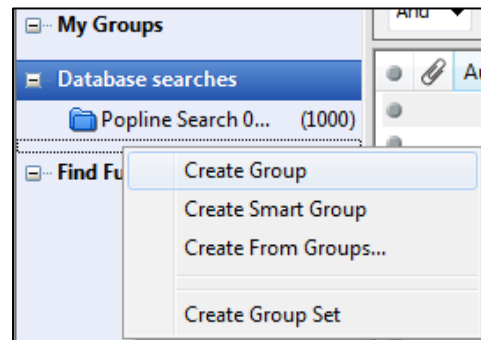 My Groups
And
Database searches
Popline Search 0... (1000)
Find Fu
Create Group
Create Smart Group
Create From Groups...
Create Group Set